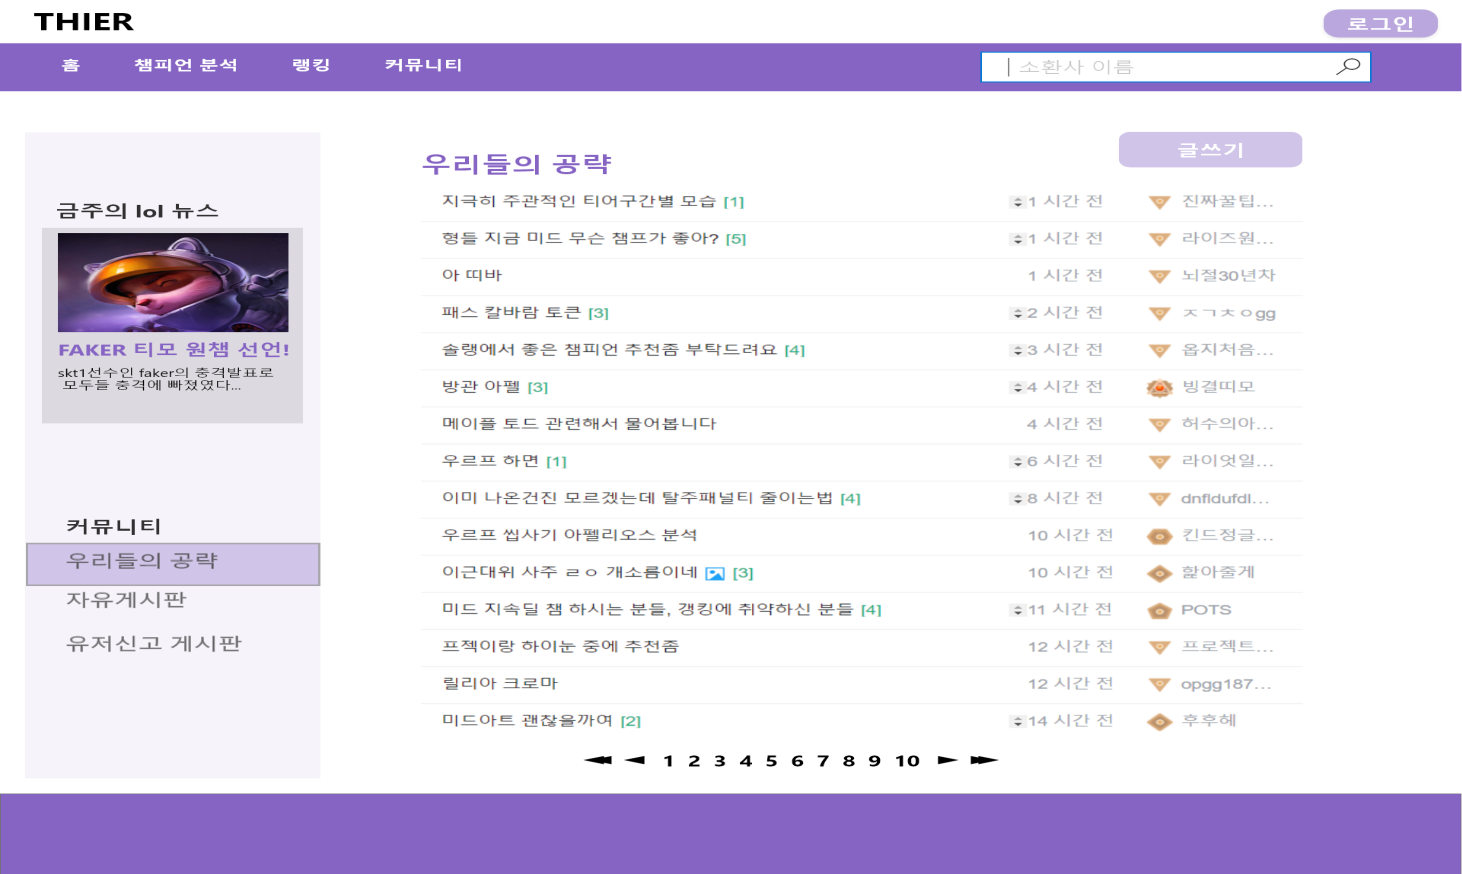 THIER
로그인
홈 챔피언 분석 랭킹 커뮤니티
소환사 이름
금주의 lol 뉴스
FAKER 티모 원챔 선언!
skt1선수인 faker의 충격발표로
모두들 충격에 빠졌였다...
커뮤니티
우리들의 공략
자유게시판
유저신고 게시판
우리들의 공략
글쓰기
지극히 주관적인 티어구간별 모습 [1] 1 시간 전 진짜꿀팁...
형들 지금 미드 무슨 챔프가 좋아? [5] 1 시간 전 라이즈원...
아 띠바 1 시간 전 뇌절30년차
패스 칼바람 토큰 [3] 2 시간 전 ㅈㄱㅊㅇgg
솔랭에서 좋은 챔피언 추천좀 부탁드려요 [4] 3 시간 전 옵지처음...
방관 아펠 [3] 4 시간 전 빙결띠모
메이플 토드 관련해서 물어봅니다 4 시간 전 허수의아...
우르프 하면 [1] 6 시간 전 라이엇일...
이미 나온건진 모르겠는데 탈주패널티 줄이는법 [4] 8 시간 전 dnfldufdl...
우르프 씹사기 아펠리오스 분석 10 시간 전 킨드정글...
이근대위 사주 ㄹㅇ 개소름이네 [3] 10 시간 전 핥아줄게
미드 지속딜 챔 하시는 분들, 갱킹에 취약하신 분들 [4] 11 시간 전 POTS
프젝이랑 하이눈 중에 추천좀 12 시간 전 프로젝트...
릴리아 크로마 12 시간 전 opgg187...
미드아트 괜찮을까여 [2] 14 시간 전 후후헤
1 2 3 4 5 6 7 8 9 10